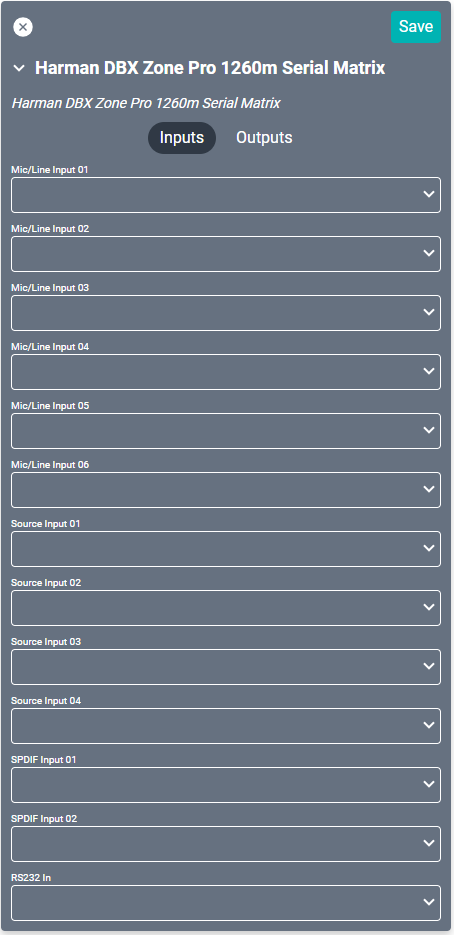 Save
Harman DBX Zone Pro 1260m Serial Matrix
Harman DBX Zone Pro 1260m Serial Matrix
Inputs Outputs
Mic/Line Input 01
Mic/Line Input 02
Mic/Line Input 03
Mic/Line Input 04
Mic/Line Input 05
Mic/Line Input 06
Source Input 01
Source Input 02
Source Input 03
Source Input 04
SPDIF Input 01
SPDIF Input 02
RS232 In